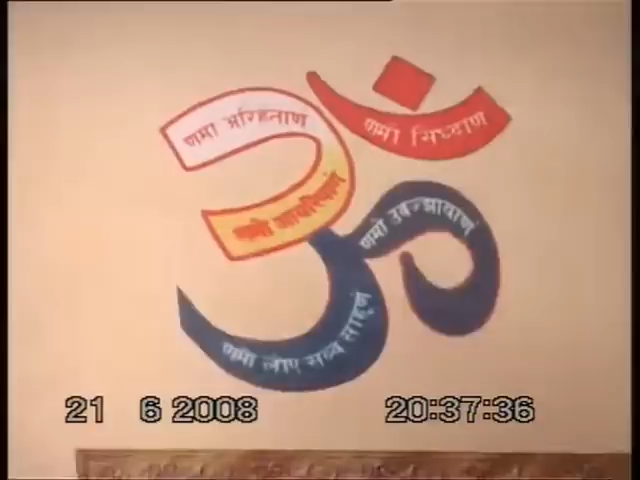 णमो अरिहंताणं
णमो सिध्दाणं
णमो आयरियाणं
णमो उवज्झायाणं
णमो लोए सव्व साहूणं
21 6 2008 20:37:36